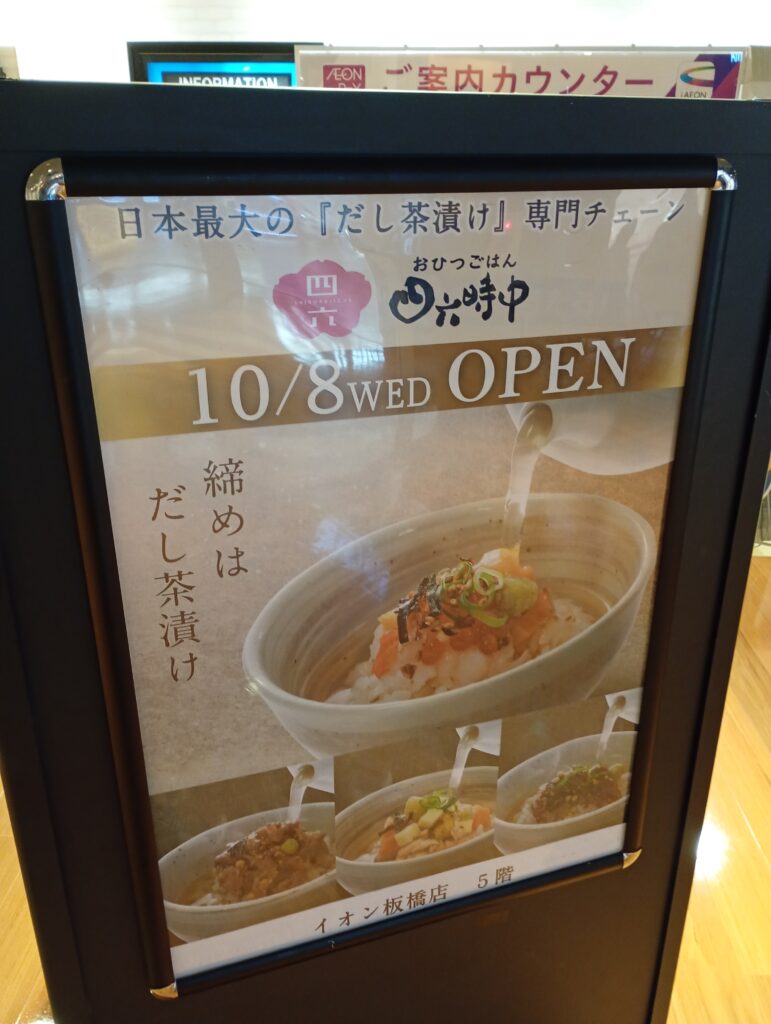 INFORMATION
ÆON
ご案内カウンター
日本最大の『だし茶漬け』専門チェーン
四六
SHIROKUJICHU
おひつごはん
四六時中
10/8WED OPEN
締めは
だし茶漬け
イオン板橋店 5階